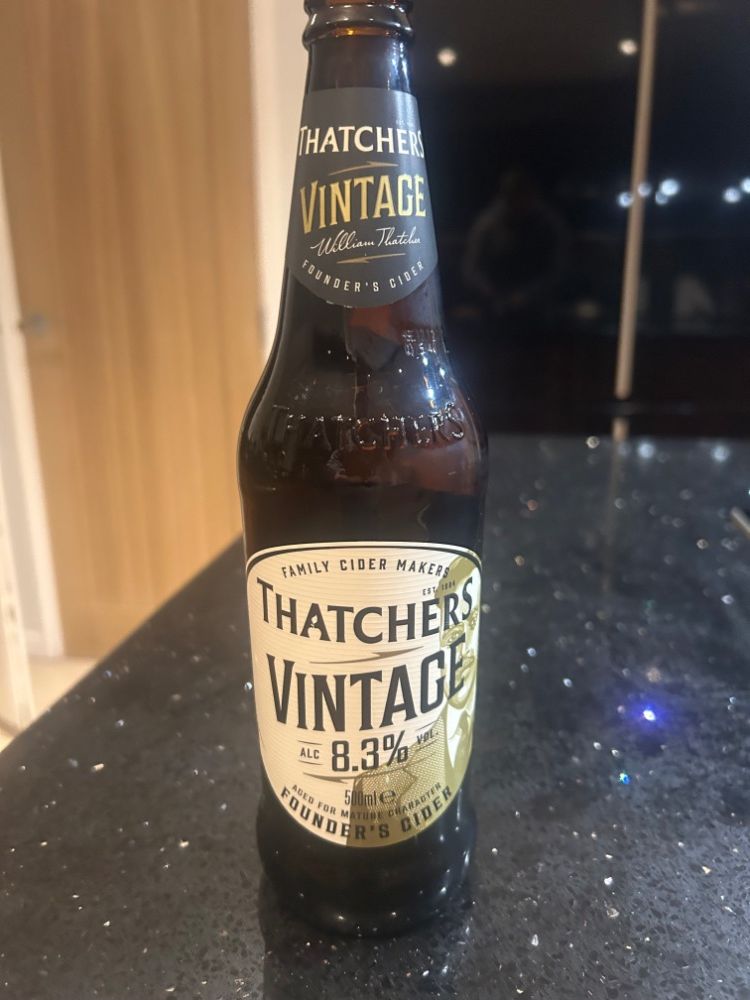 THATCHERS
VINTAGE
William Thatcher
FOUNDER'S CIDER
THATCHERS
FAMILY CIDER MAKERS
EST. 1904
THATCHERS
VINTAGE
ALC 8.3% VOL.
500ml e
AGED FOR MATURE CHARACTER
FOUNDER'S CIDER